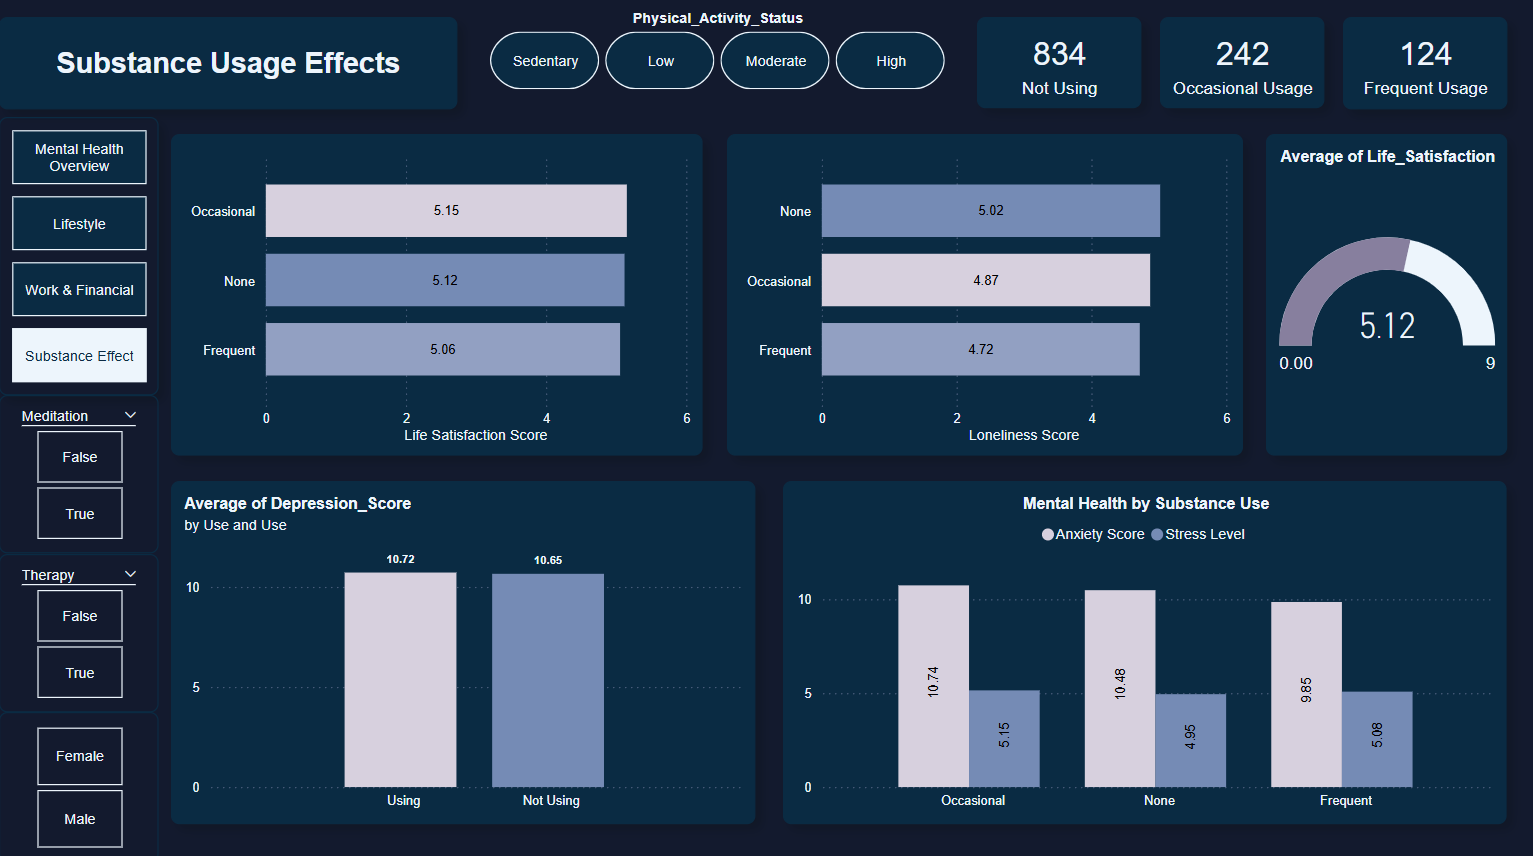 Substance Usage Effects
Physical_Activity_Status
Sedentary
Low
Moderate
High
834
Not Using
242
Occasional Usage
124
Frequent Usage
Mental Health
Overview
Lifestyle
Work & Financial
Substance Effect
Meditation
False
True
Therapy
False
True
Female
Male
Occasional
5.15
None
5.12
Frequent
5.06
0 2 4 6
Life Satisfaction Score
None
5.02
Occasional
4.87
Frequent
4.72
0 2 4 6
Loneliness Score
Average of Life_Satisfaction
5.12
0.00 9
Average of Depression_Score
by Use and Use
10.72 10.65
10
5
0
Using Not Using
Mental Health by Substance Use
Anxiety Score Stress Level
10
5
0
10.74 5.15 10.48 4.95 9.85 5.08
Occasional None Frequent